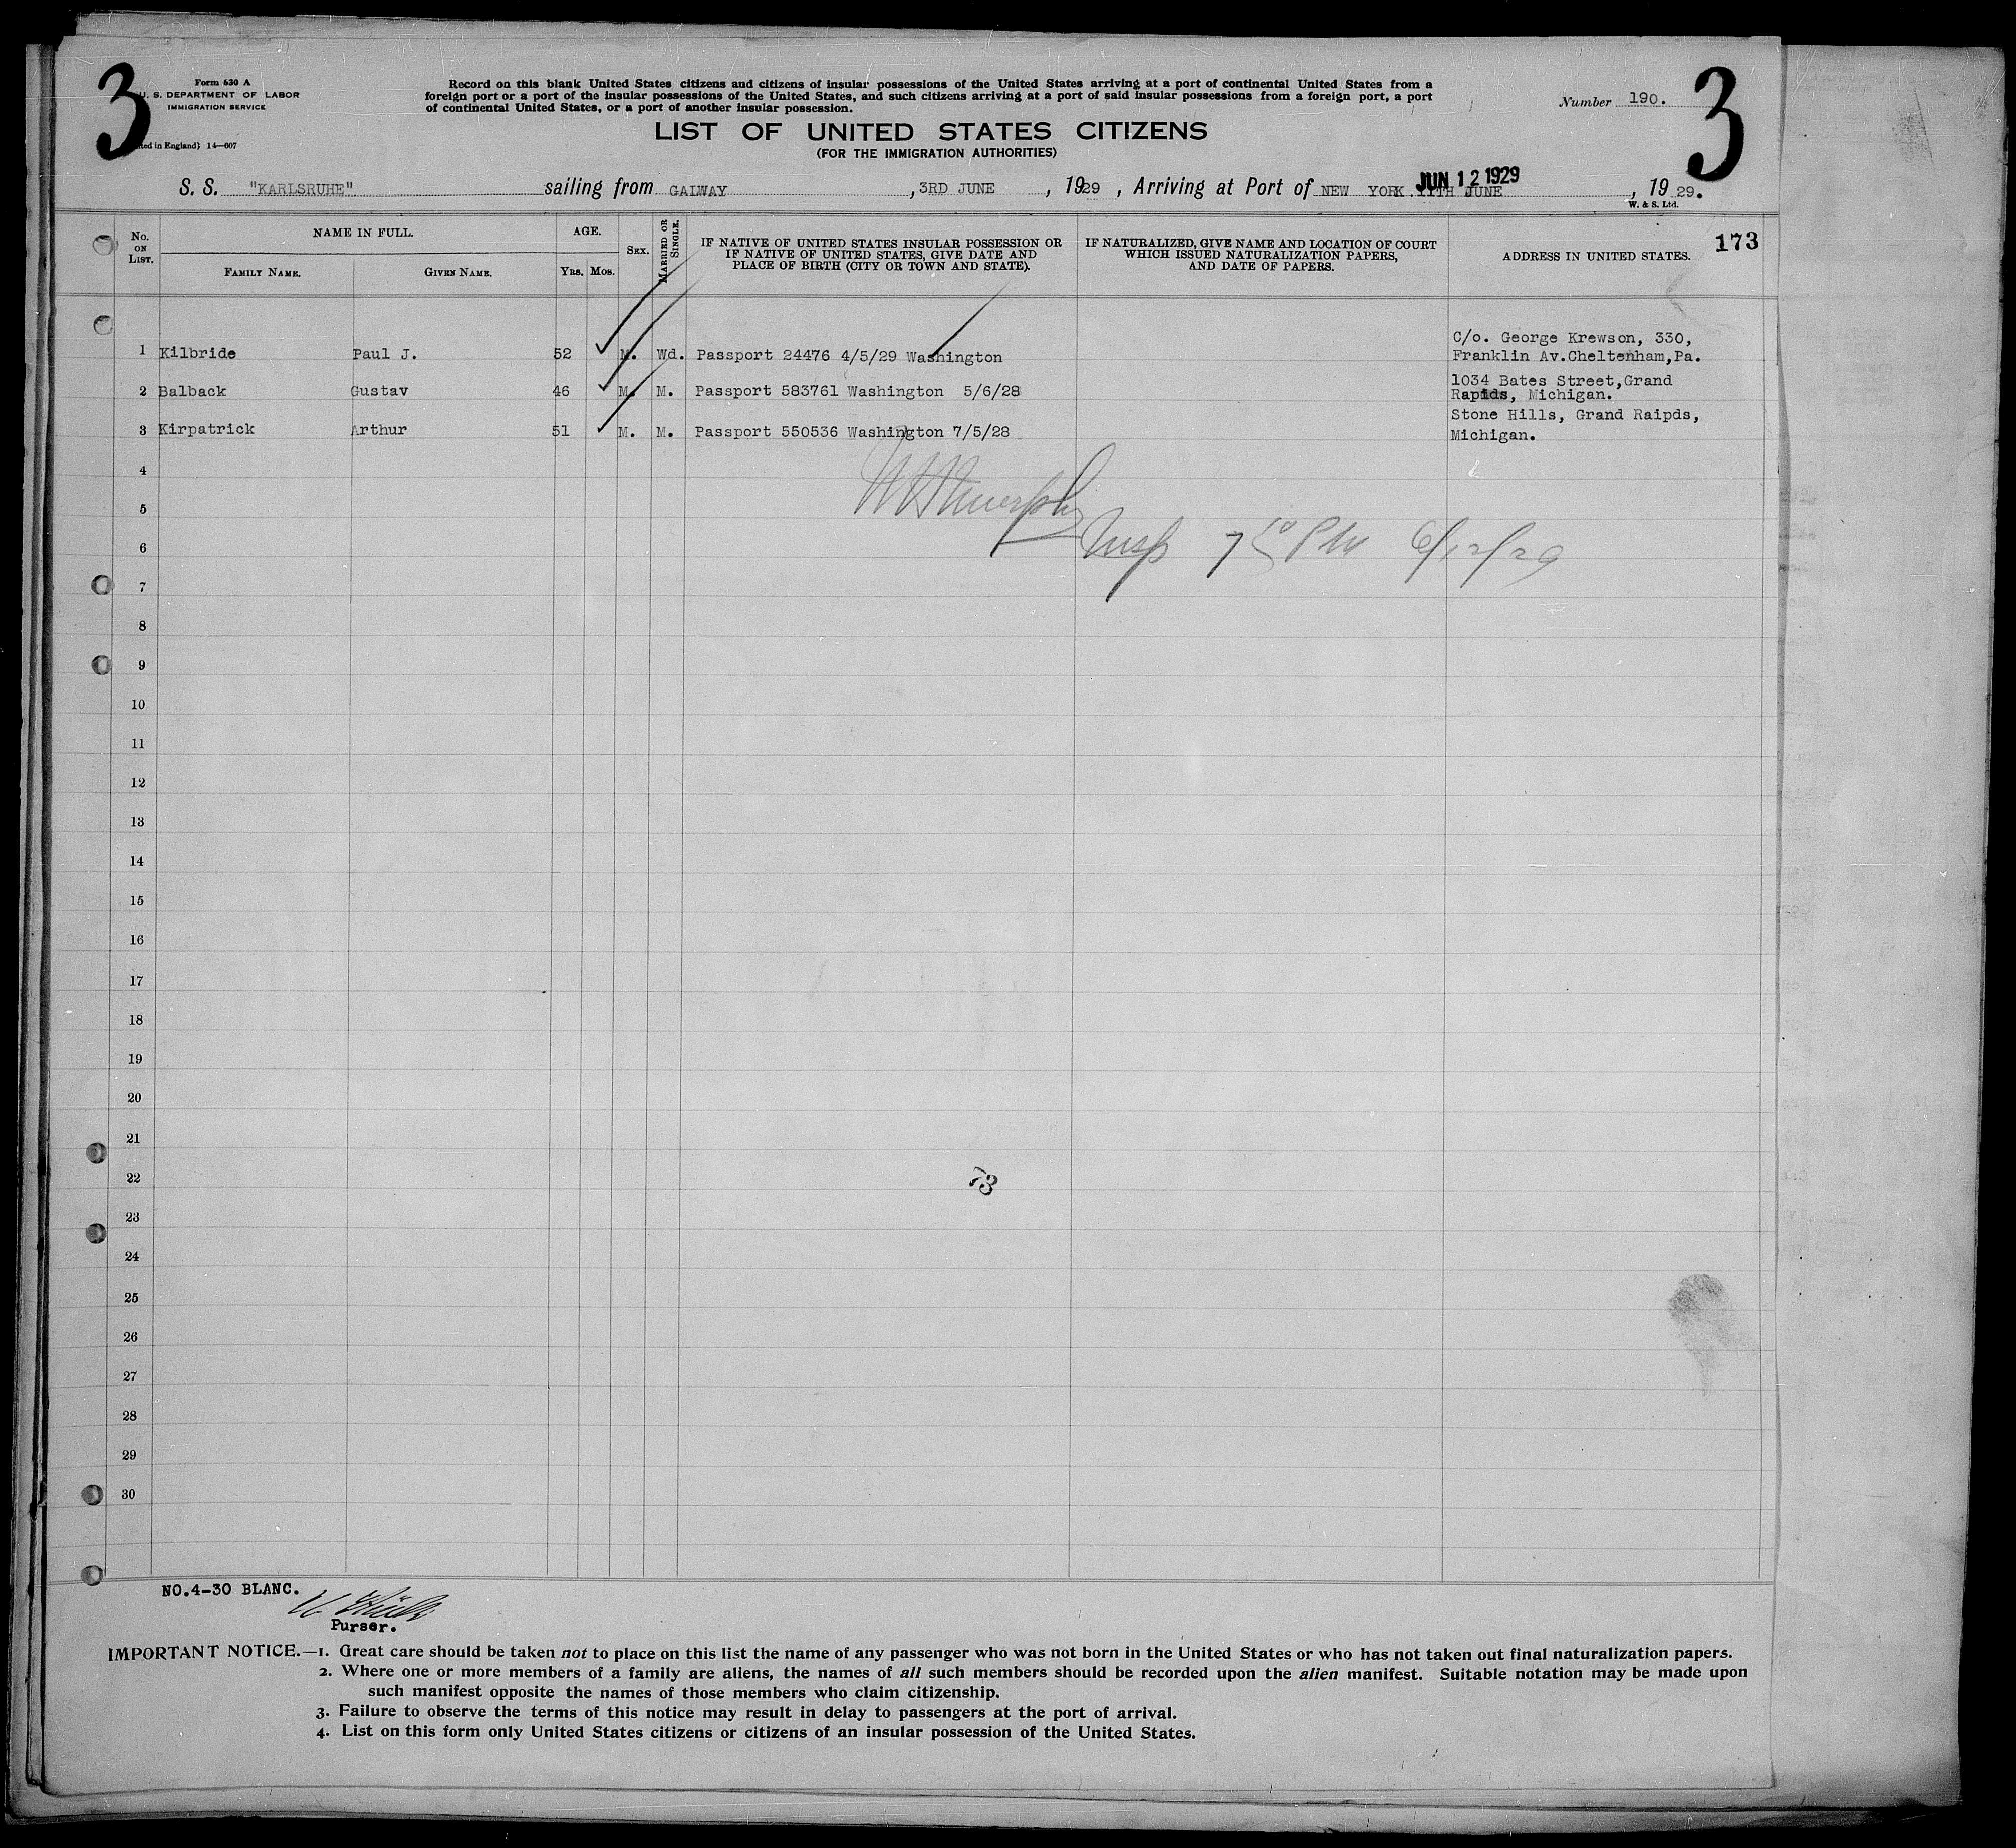 3
Form 630 A
U. S. DEPARTMENT OF LABOR
IMMIGRATION SERVICE
in England) 14—607
Record on this blank United States citizens and citizens of insular possessions of the United States arriving at a port of continental United States from a
foreign port or a port of the insular possessions of the United States, and such citizens arriving at a port of said insular possessions from a foreign port, a port
of continental United States, or a port of another insular possession.
Number 190.
3
LIST OF UNITED STATES CITIZENS
(FOR THE IMMIGRATION AUTHORITIES)
S. S. "KARLSRUHE" sailing from GALWAY, 3RD JUNE, 1929, Arriving at Port of NEW YORK. 11TH JUNE, 1929.
JUN 12 1929
W. & S. Ltd.
173
No. ON LIST.
NAME IN FULL.
FAMILY NAME. GIVEN NAME.
AGE.
YRS. MOS.
SEX.
MARRIED OR SINGLE.
IF NATIVE OF UNITED STATES INSULAR POSSESSION OR
IF NATIVE OF UNITED STATES, GIVE DATE AND
PLACE OF BIRTH (CITY OR TOWN AND STATE).
IF NATURALIZED, GIVE NAME AND LOCATION OF COURT
WHICH ISSUED NATURALIZATION PAPERS,
AND DATE OF PAPERS.
ADDRESS IN UNITED STATES.
1 Kilbride Paul J. 52 M. Wd. Passport 24476 4/5/29 Washington C/o. George Krewson, 330,
Franklin Av.Cheltenham,Pa.
2 Balback Gustav 46 M. M. Passport 583761 Washington 5/6/28 1034 Bates Street,Grand
Rapids, Michigan.
3 Kirpatrick Arthur 51 M. M. Passport 550536 Washington 7/5/28 Stone Hills, Grand Raipds,
Michigan.
4
5
Murphy
6
Insp 7 50 PM 6/12/29
7
8
9
10
11
12
13
14
15
16
17
18
19
20
21
22
73
23
24
25
26
27
28
29
30
NO.4-30 BLANC.
Purser.
IMPORTANT NOTICE.—1. Great care should be taken not to place on this list the name of any passenger who was not born in the United States or who has not taken out final naturalization papers.
2. Where one or more members of a family are aliens, the names of all such members should be recorded upon the alien manifest. Suitable notation may be made upon
such manifest opposite the names of those members who claim citizenship.
3. Failure to observe the terms of this notice may result in delay to passengers at the port of arrival.
4. List on this form only United States citizens or citizens of an insular possession of the United States.